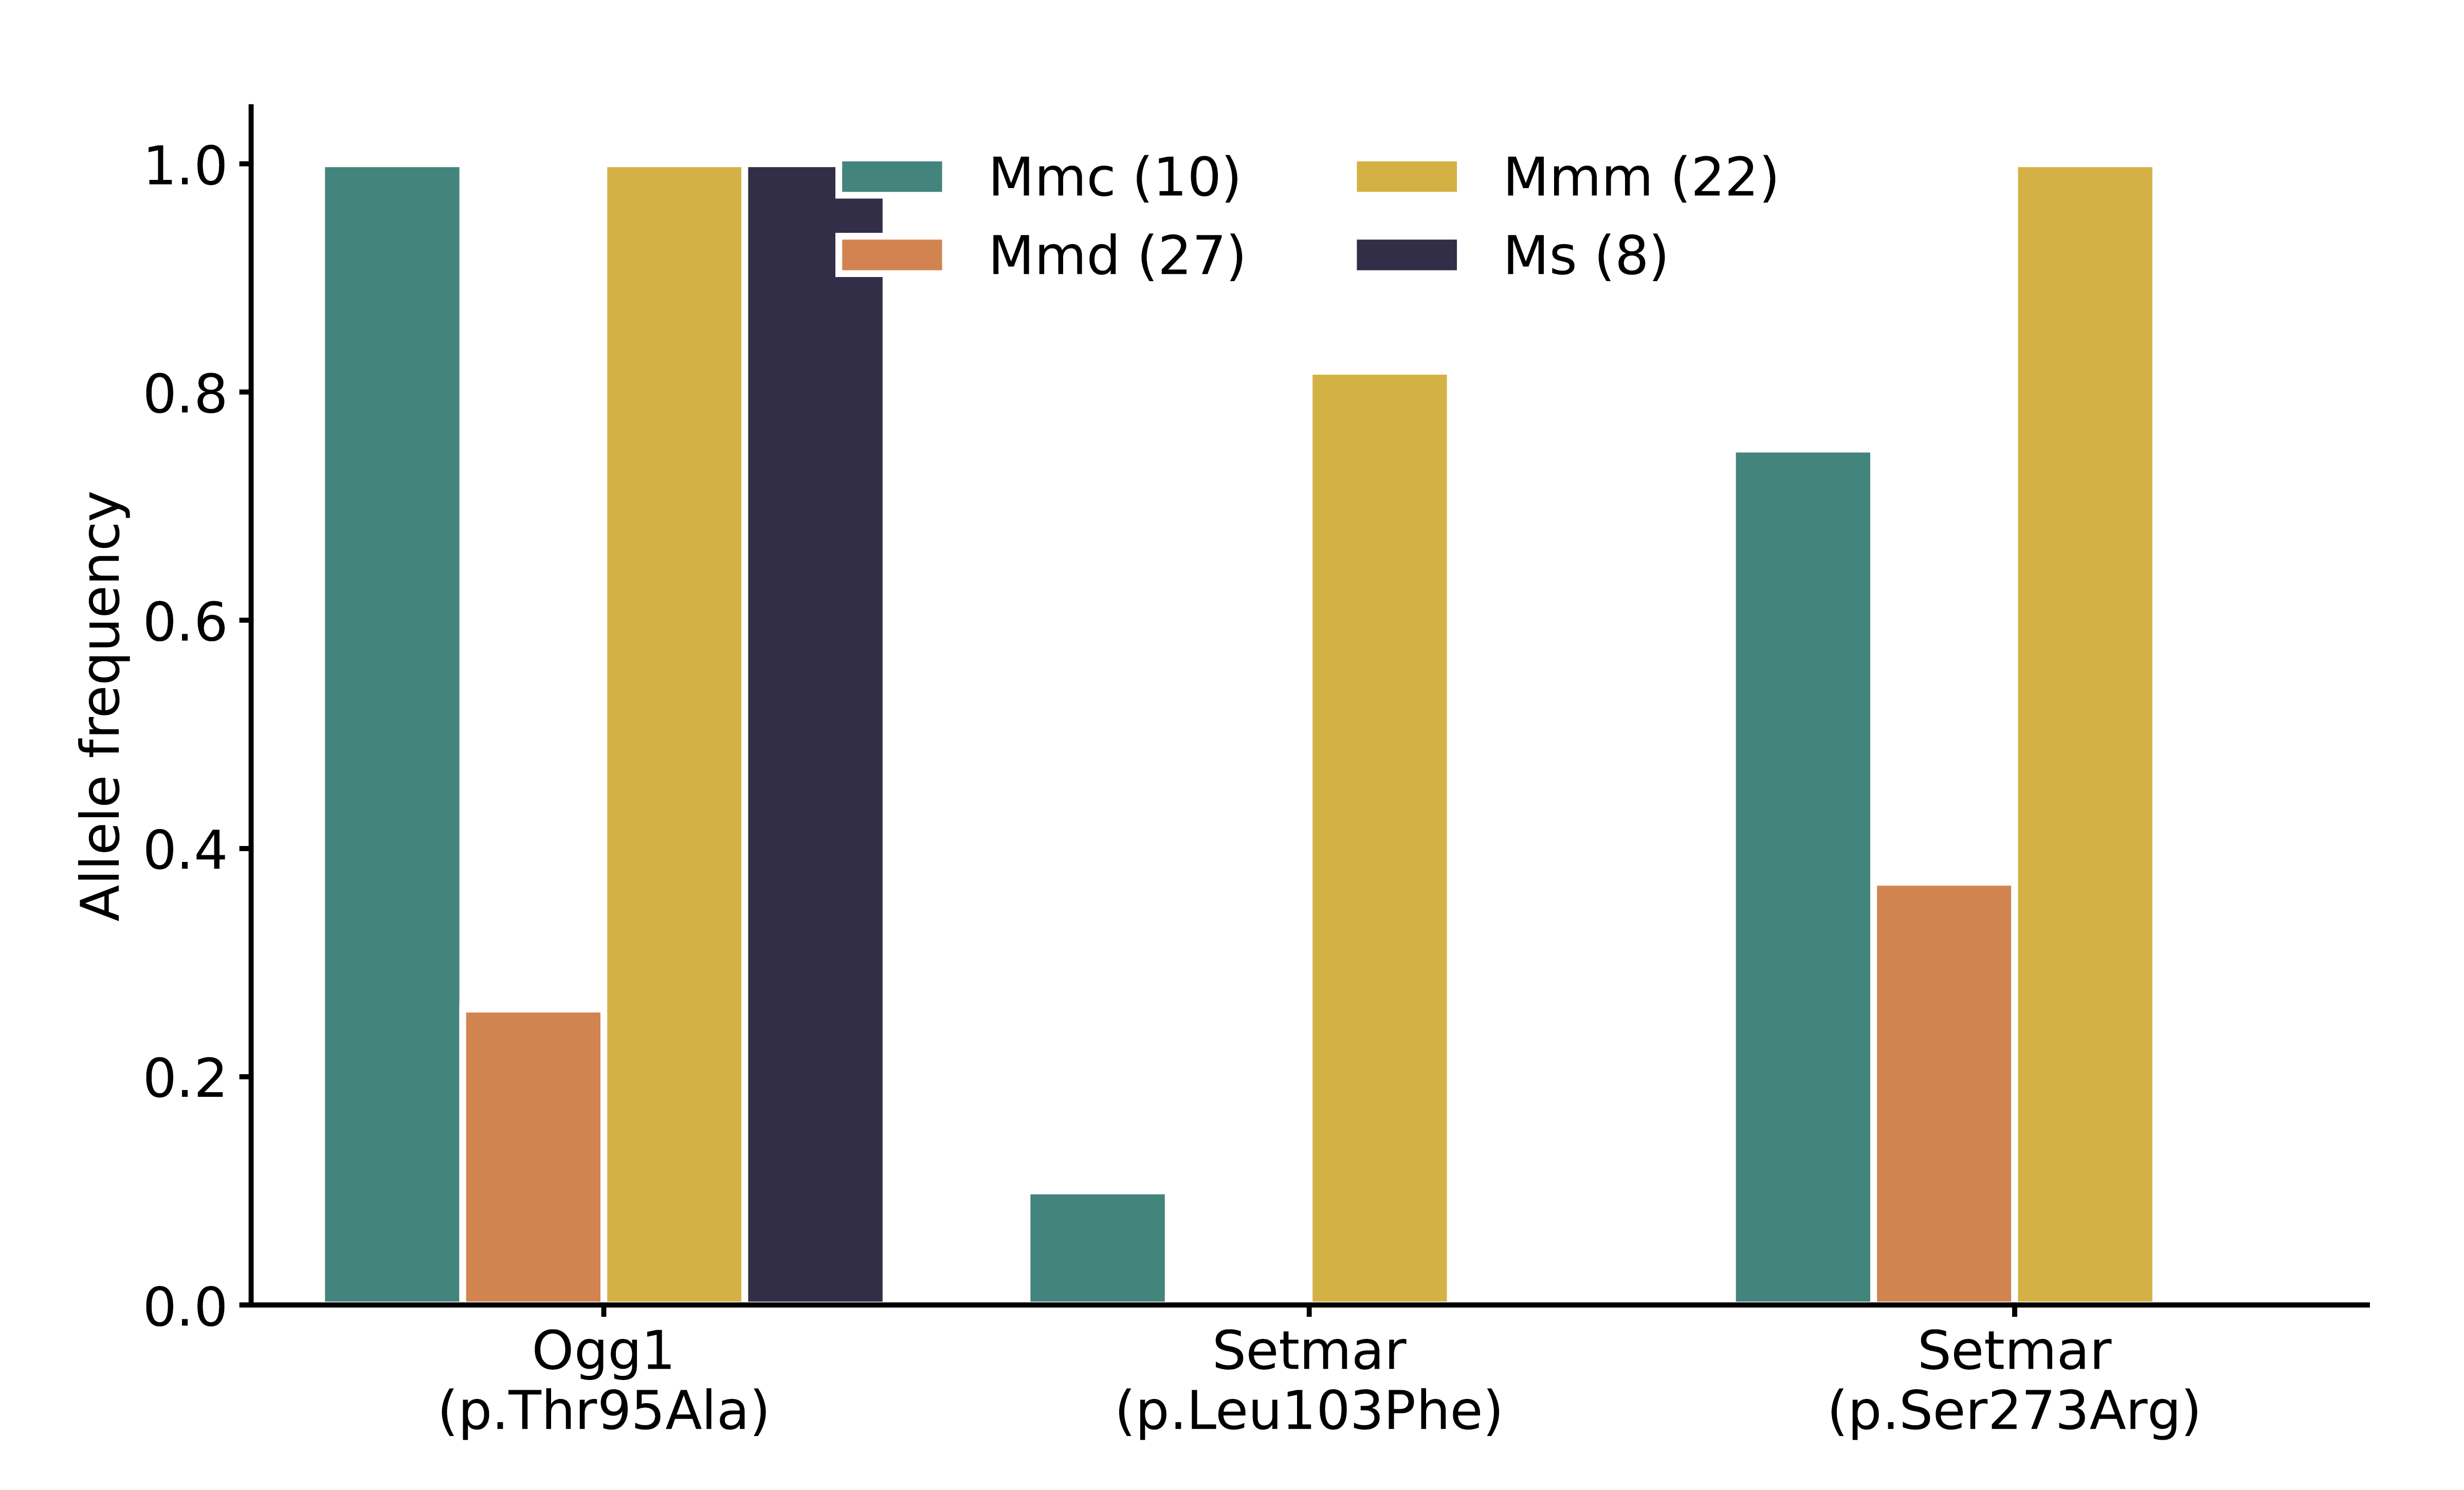 1.0
0.8
0.6
0.4
0.2
0.0
Allele frequency
Mmc (10)
Mmd (27)
Mmm (22)
Ms (8)
Ogg1
(p.Thr95Ala)
Setmar
(p.Leu103Phe)
Setmar
(p.Ser273Arg)